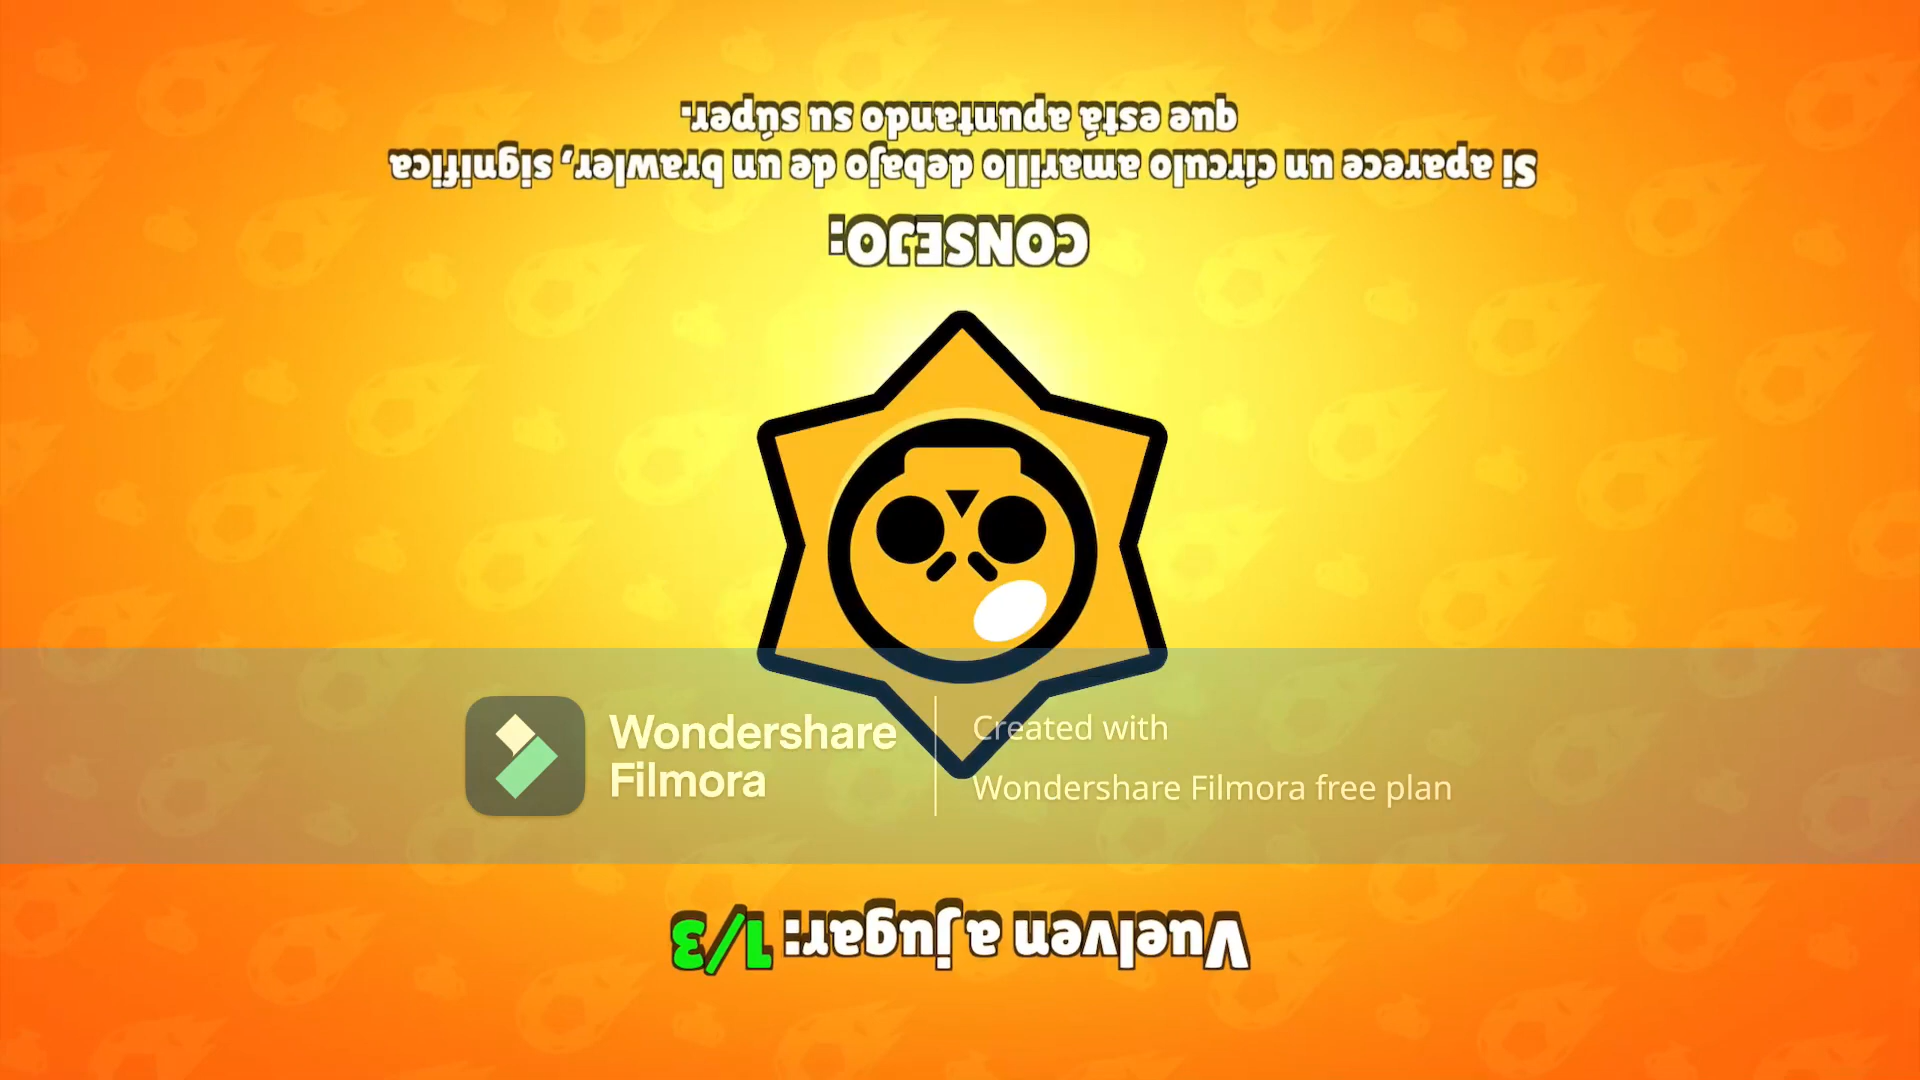 Vuelven a jugar: 1/3
CONSEJO:
Si aparece un círculo amarillo debajo de un brawler, significa
que está apuntando su súper.
Wondershare
Filmora
Created with
Wondershare Filmora free plan